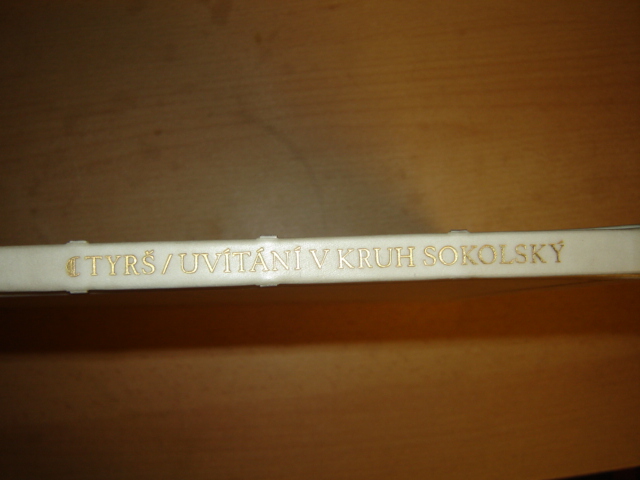 ¶ TYRŠ / UVÍTÁNÍ V KRUH SOKOLSKÝ